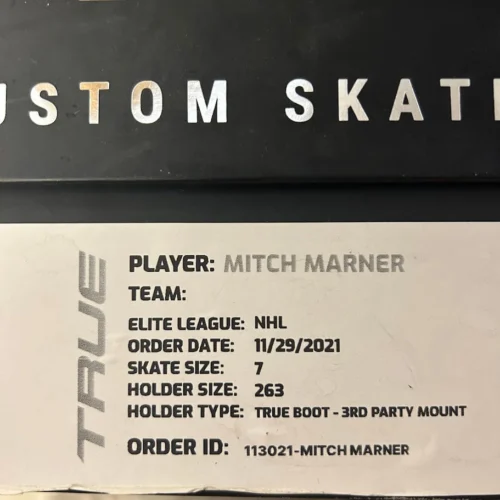 USTOM SKAT
TRUE
PLAYER: MITCH MARNER
TEAM:
ELITE LEAGUE: NHL
ORDER DATE: 11/29/2021
SKATE SIZE: 7
HOLDER SIZE: 263
HOLDER TYPE: TRUE BOOT - 3RD PARTY MOUNT
ORDER ID: 113021-MITCH MARNER